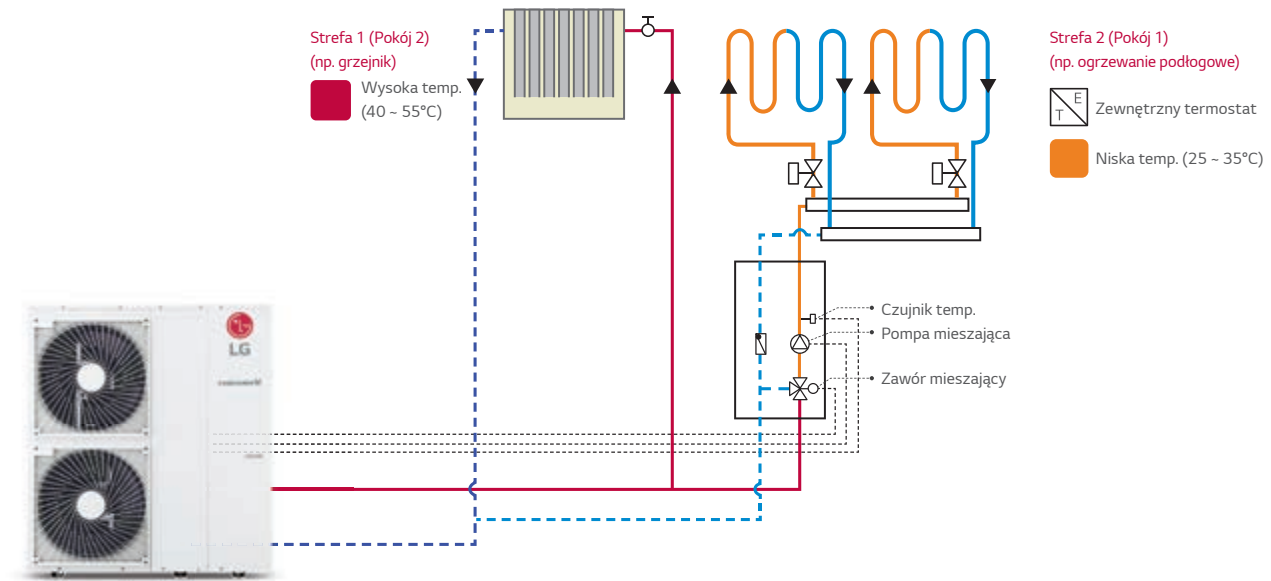 Strefa 1 (Pokój 2)
(np. grzejnik)
Wysoka temp.
(40 ~ 55°C)
Strefa 2 (Pokój 1)
(np. ogrzewanie podłogowe)
T E
Zewnętrzny termostat
Niska temp. (25 ~ 35°C)
Czujnik temp.
Pompa mieszająca
Zawór mieszający
LG
LG